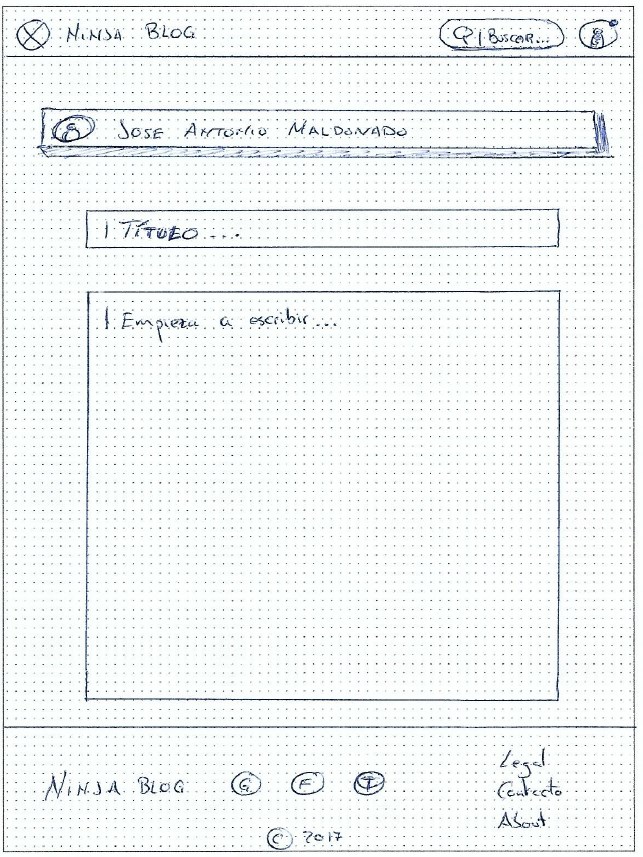 NINJA BLOG
BUSCAR...
JOSE ANTONIO MALDONADO
TÍTULO....
Empieza a escribir...
NINJA BLOG G F T
Legal
Contacto
About
© 2017